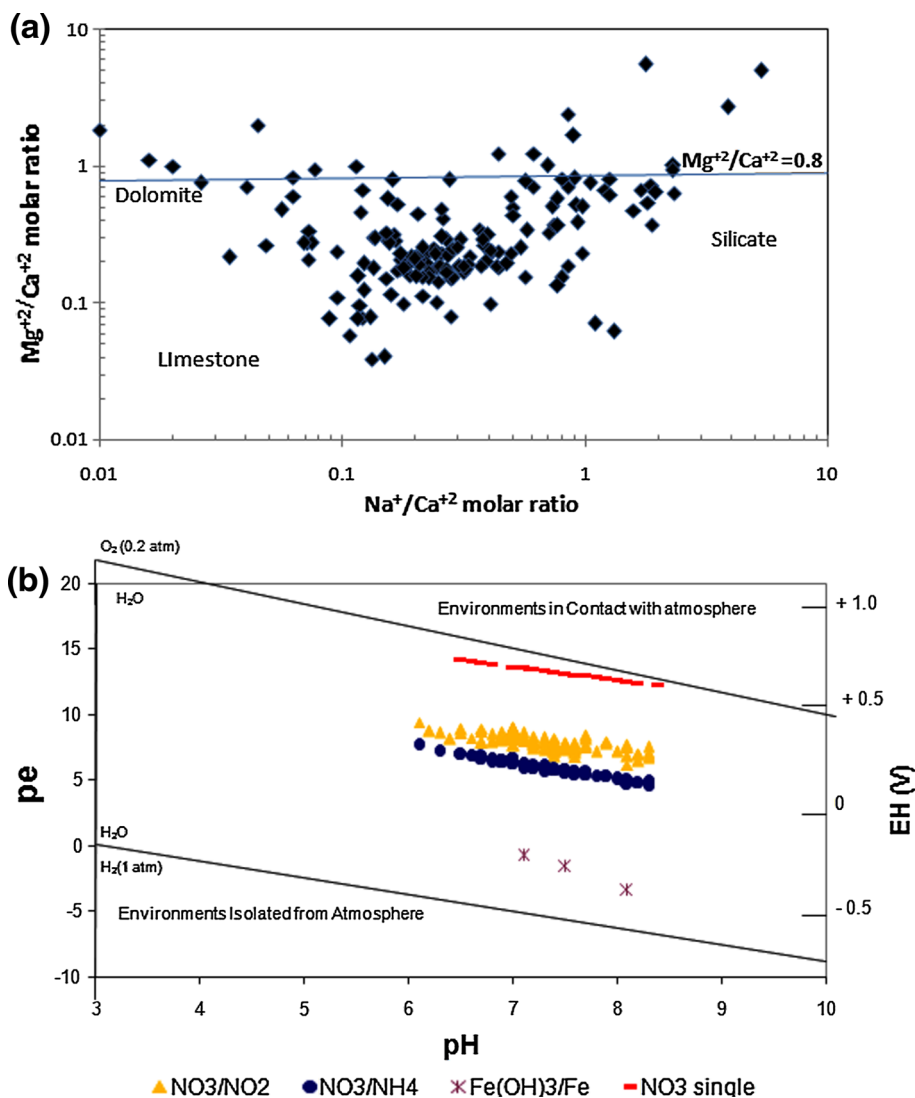 (a)
10
1
0.1
0.01
Mg+2/Ca+2 molar ratio
Mg+2/Ca+2 =0.8
Dolomite
Silicate
LImestone
0.01
0.1
1
10
Na+/Ca+2 molar ratio
(b)
O2 (0.2 atm)
H2O
Environments in Contact with atmosphere
20
15
10
5
0
-5
-10
pe
+ 1.0
+ 0.5
0
- 0.5
EH (V)
H2O
H2(1 atm)
Environments Isolated from Atmosphere
3
4
5
6
7
8
9
10
pH
NO3/NO2
NO3/NH4
Fe(OH)3/Fe
NO3 single